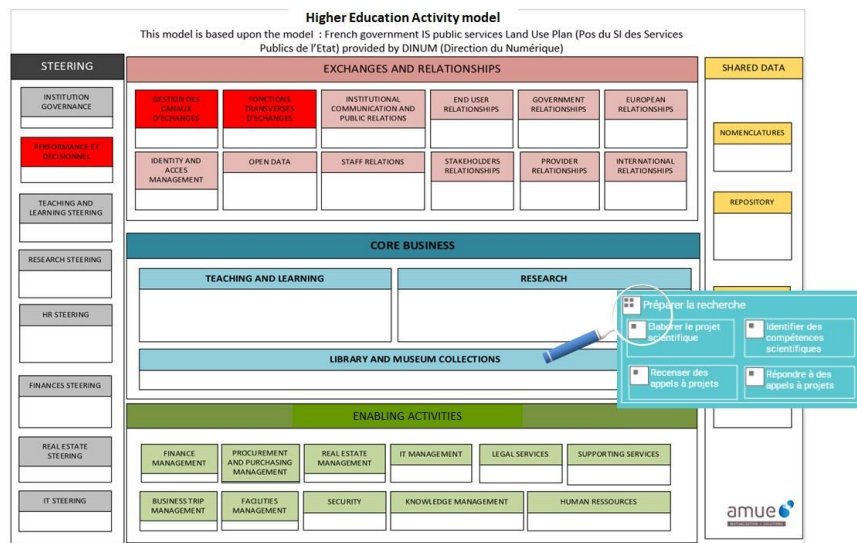 Higher Education Activity model
This model is based upon the model : French government IS public services Land Use Plan (Pos du SI des Services
Publics de l'Etat) provided by DINUM (Direction du Numérique)
STEERING
INSTITUTION
GOVERNANCE
PERFORMANCE ET
DECISIONNEL
TEACHING AND
LEARNING STEERING
RESEARCH STEERING
HR STEERING
FINANCES STEERING
REAL ESTATE
STEERING
IT STEERING
EXCHANGES AND RELATIONSHIPS
GESTION DES
CANAUX
D'ECHANGES
FONCTIONS
TRANSVERSES
D'ECHANGES
INSTITUTIONAL
COMMUNICATION AND
PUBLIC RELATIONS
END USER
RELATIONSHIPS
GOVERNMENT
RELATIONSHIPS
EUROPEAN
RELATIONSHIPS
IDENTITY AND
ACCES
MANAGEMENT
OPEN DATA
STAFF RELATIONS
STAKEHOLDERS
RELATIONSHIPS
PROVIDER
RELATIONSHIPS
INTERNATIONAL
RELATIONSHIPS
CORE BUSINESS
TEACHING AND LEARNING
RESEARCH
LIBRARY AND MUSEUM COLLECTIONS
ENABLING ACTIVITIES
FINANCE
MANAGEMENT
PROCUREMENT
AND PURCHASING
MANAGEMENT
REAL ESTATE
MANAGEMENT
IT MANAGEMENT
LEGAL SERVICES
SUPPORTING SERVICES
BUSINESS TRIP
MANAGEMENT
FACILITIES
MANAGEMENT
SECURITY
KNOWLEDGE MANAGEMENT
HUMAN RESSOURCES
SHARED DATA
NOMENCLATURES
REPOSITORY
Préparer la recherche
Elaborer le projet
scientifique
Identifier des
compétences
scientifiques
Recenser des
appels à projets
Répondre à des
appels à projets
amue